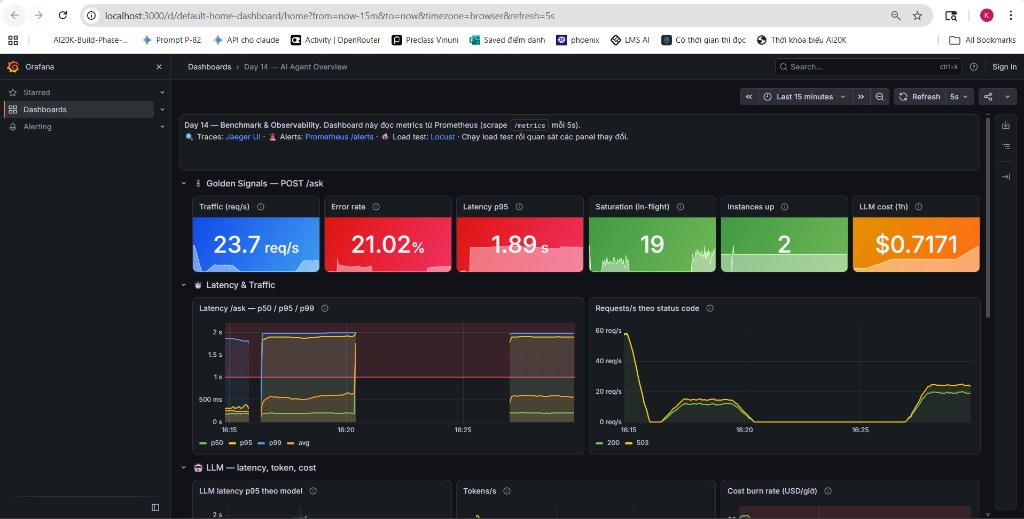 localhost:3000/d/default-home-dashboard/home?from=now-15m&to=now&timezone=browser&refresh=5s
K
AI20K-Build-Phase-...
Prompt P-82
API cho claude
Activity | OpenRouter
Preclass Vinuni
Saved điểm danh
phoenix
LMS AI
Có thời gian thì đọc
Thời khóa biểu AI20K
All Bookmarks
Grafana
Dashboards › Day 14 — AI Agent Overview
Search...
ctrl+k
Sign in
Starred
Dashboards
Alerting
Last 15 minutes
Refresh
5s
Day 14 — Benchmark & Observability. Dashboard này đọc metrics từ Prometheus (scrape /metrics mỗi 5s).
Traces: Jaeger UI · Alerts: Prometheus /alerts · Load test: Locust · Chạy load test rồi quan sát các panel thay đổi.
Golden Signals — POST /ask
Traffic (req/s)
23.7 req/s
Error rate
21.02%
Latency p95
1.89 s
Saturation (in-flight)
19
Instances up
2
LLM cost (1h)
$0.7171
Latency & Traffic
Latency /ask — p50 / p95 / p99
2 s
1.5 s
1 s
500 ms
0 s
16:15
16:20
16:25
p50
p95
p99
avg
Requests/s theo status code
60 req/s
40 req/s
20 req/s
0 req/s
16:15
16:20
16:25
200
503
LLM — latency, token, cost
LLM latency p95 theo model
2 s
Tokens/s
Cost burn rate (USD/giờ)